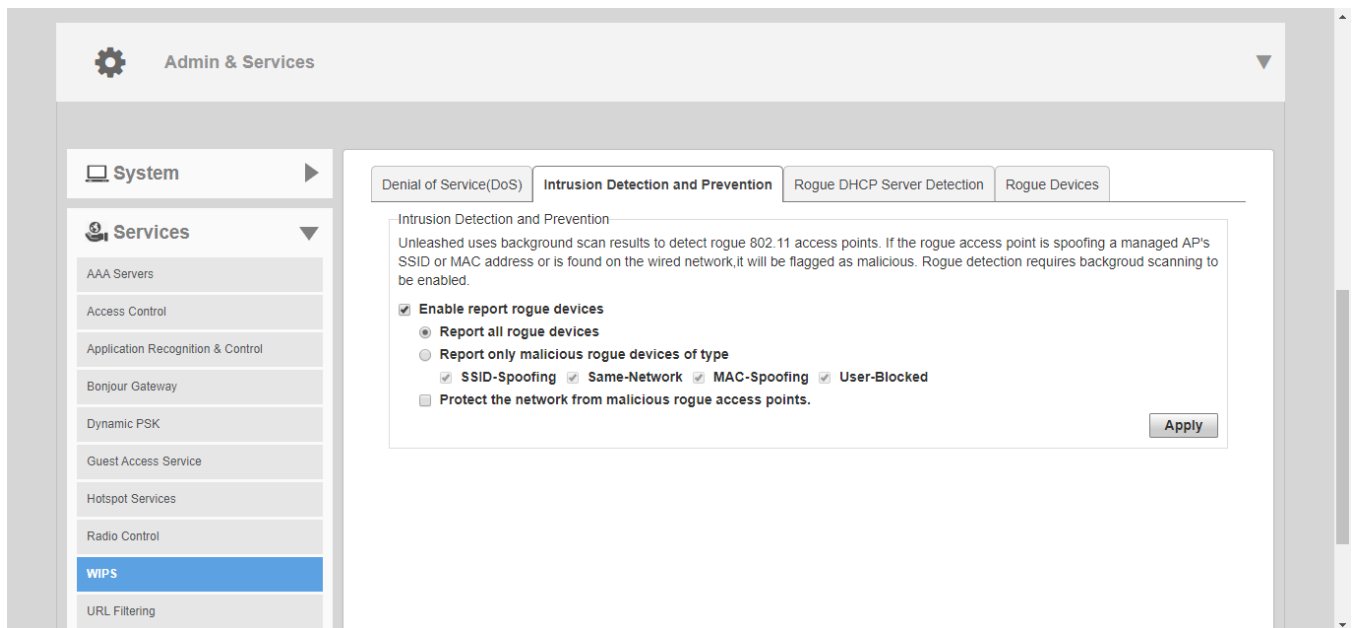 Admin & Services
System
Services
AAA Servers
Access Control
Application Recognition & Control
Bonjour Gateway
Dynamic PSK
Guest Access Service
Hotspot Services
Radio Control
WIPS
URL Filtering
Denial of Service(DoS) Intrusion Detection and Prevention Rogue DHCP Server Detection Rogue Devices
Intrusion Detection and Prevention
Unleashed uses background scan results to detect rogue 802.11 access points. If the rogue access point is spoofing a managed AP's
SSID or MAC address or is found on the wired network,it will be flagged as malicious. Rogue detection requires backgroud scanning to
be enabled.
Enable report rogue devices
Report all rogue devices
Report only malicious rogue devices of type
SSID-Spoofing Same-Network MAC-Spoofing User-Blocked
Protect the network from malicious rogue access points.
Apply